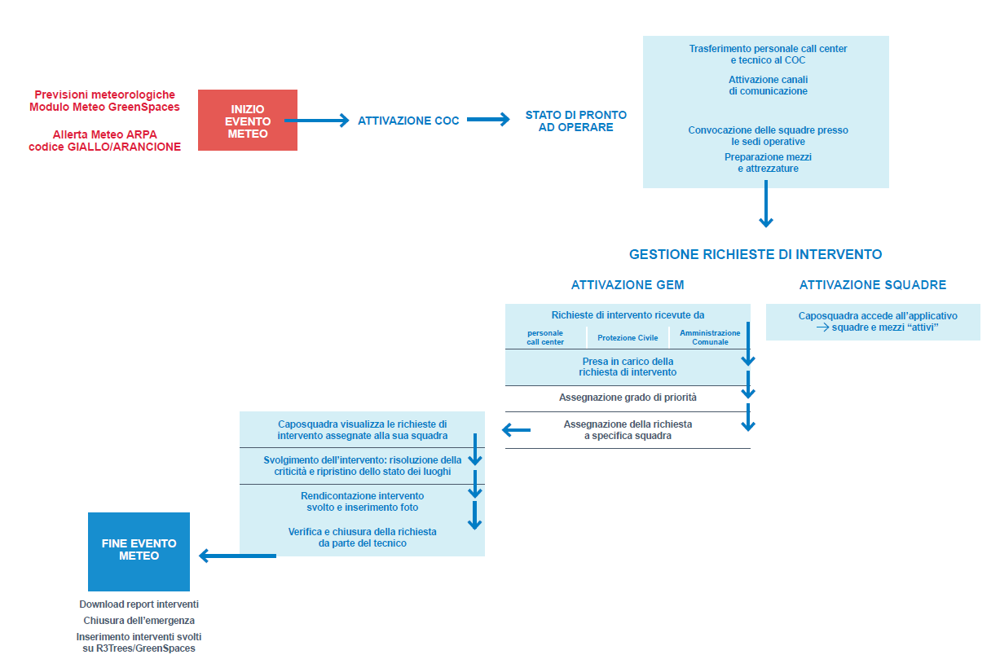 Previsioni meteorologiche
Modulo Meteo GreenSpaces
Allerta Meteo ARPA
codice GIALLO/ARANCIONE
INIZIO
EVENTO
METEO
ATTIVAZIONE COC
STATO DI PRONTO
AD OPERARE
Trasferimento personale call center
e tecnico al COC
Attivazione canali
di comunicazione
Convocazione delle squadre presso
le sedi operative
Preparazione mezzi
e attrezzature
GESTIONE RICHIESTE DI INTERVENTO
ATTIVAZIONE GEM
Richieste di intervento ricevute da
personale
call center
Protezione Civile
Amministrazione
Comunale
Presa in carico della
richiesta di intervento
Assegnazione grado di priorità
Assegnazione della richiesta
a specifica squadra
ATTIVAZIONE SQUADRE
Caposquadra accede all’applicativo
→ squadre e mezzi “attivi”
Caposquadra visualizza le richieste di
intervento assegnate alla sua squadra
Svolgimento dell’intervento: risoluzione della
criticità e ripristino dello stato dei luoghi
Rendicontazione intervento
svolto e inserimento foto
Verifica e chiusura della richiesta
da parte del tecnico
FINE EVENTO
METEO
Download report interventi
Chiusura dell’emergenza
Inserimento interventi svolti
su R3Trees/GreenSpaces